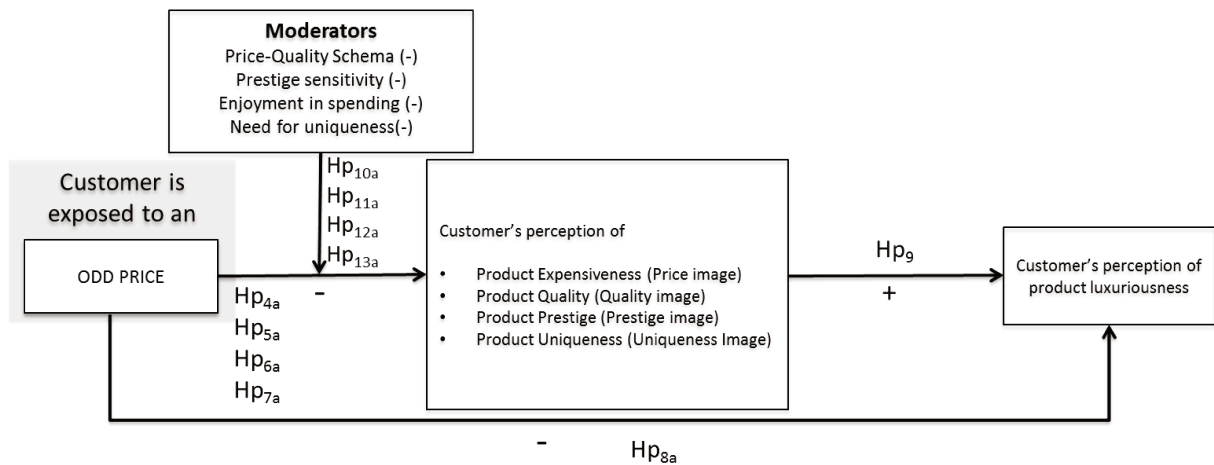 Moderators
Price-Quality Schema (-)
Prestige sensitivity (-)
Enjoyment in spending (-)
Need for uniqueness(-)
Hp10a
Hp11a
Hp12a
Hp13a
Customer is
exposed to an
ODD PRICE
-
Hp4a
Hp5a
Hp6a
Hp7a
Customer’s perception of
• Product Expensiveness (Price image)
• Product Quality (Quality image)
• Product Prestige (Prestige image)
• Product Uniqueness (Uniqueness Image)
Hp9
+
Customer’s perception of
product luxuriousness
- Hp8a